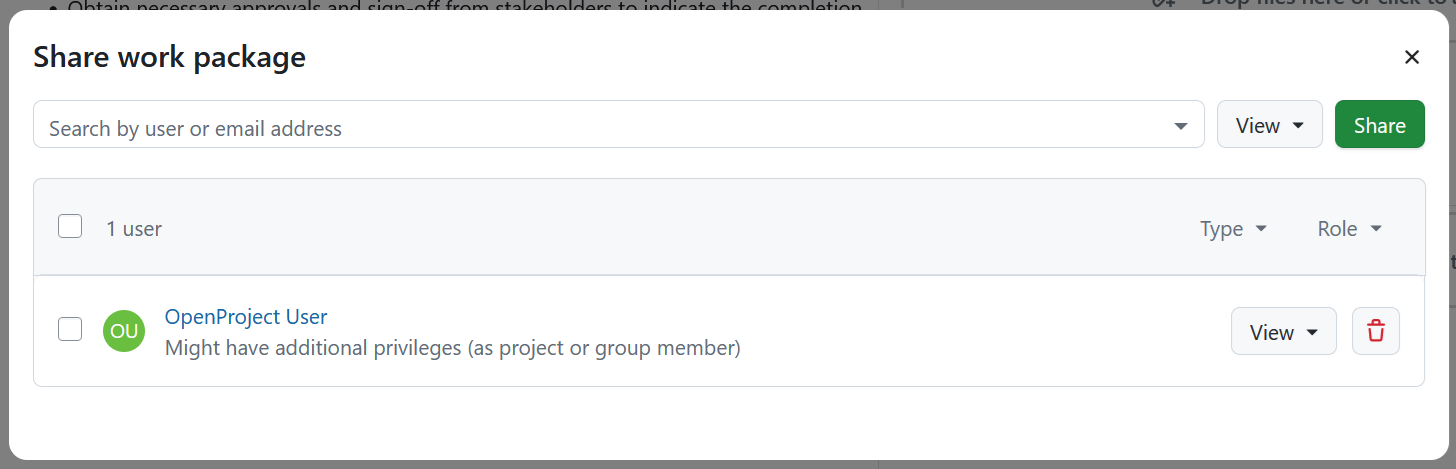 Obtain necessary approvals and sign-off from stakeholders to indicate the completion
Drop files here or click to
Share work package
Search by user or email address
View
Share
1 user
Type
Role
OU
OpenProject User
Might have additional privileges (as project or group member)
View